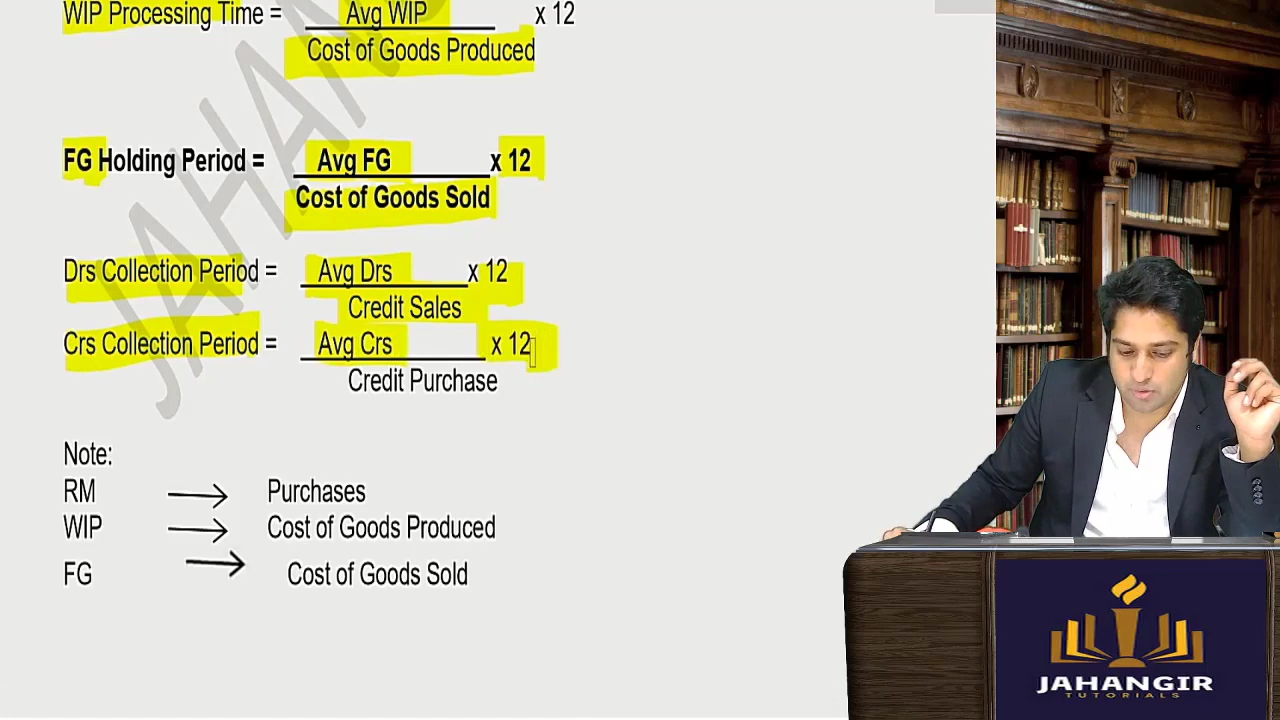 WIP Processing Time = Avg WIP x 12
Cost of Goods Produced
FG Holding Period = Avg FG x 12
Cost of Goods Sold
Drs Collection Period = Avg Drs x 12
Credit Sales
Crs Collection Period = Avg Crs x 12
Credit Purchase
Note:
RM Purchases
WIP Cost of Goods Produced
FG Cost of Goods Sold
JAHANGIR
TUTORIALS